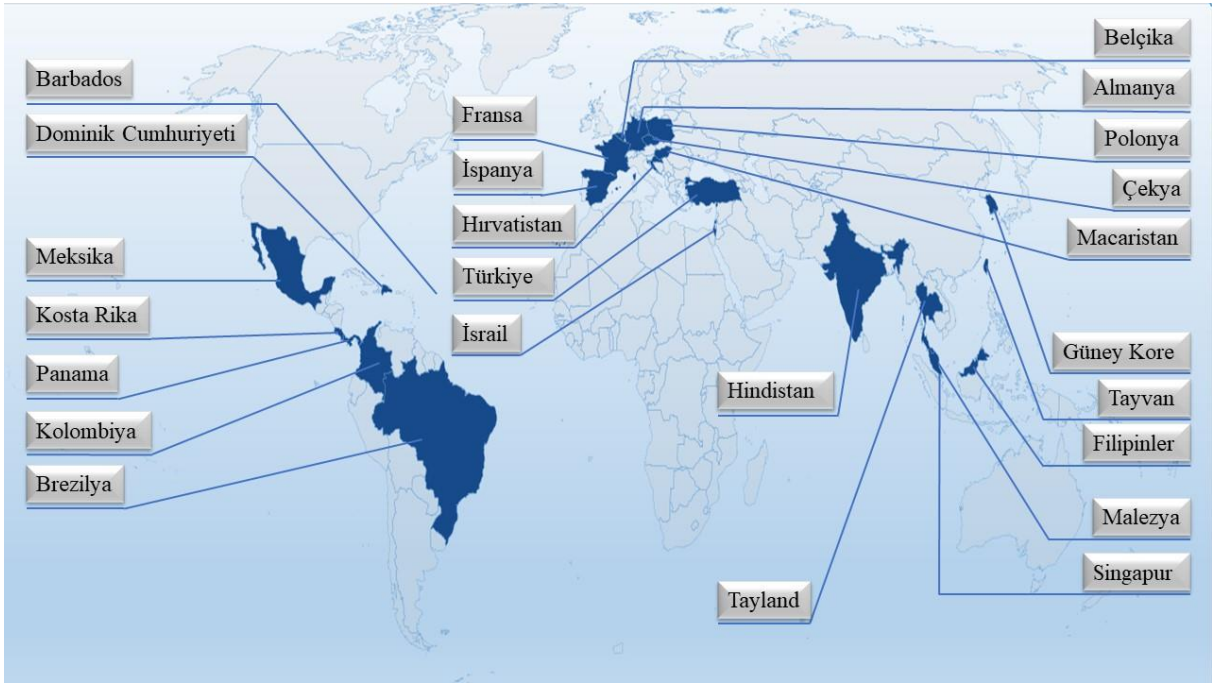 Barbados
Dominik Cumhuriyeti
Meksika
Kosta Rika
Panama
Kolombiya
Brezilya
Fransa
İspanya
Hırvatistan
Türkiye
İsrail
Hindistan
Tayland
Belçika
Almanya
Polonya
Çekya
Macaristan
Güney Kore
Tayvan
Filipinler
Malezya
Singapur